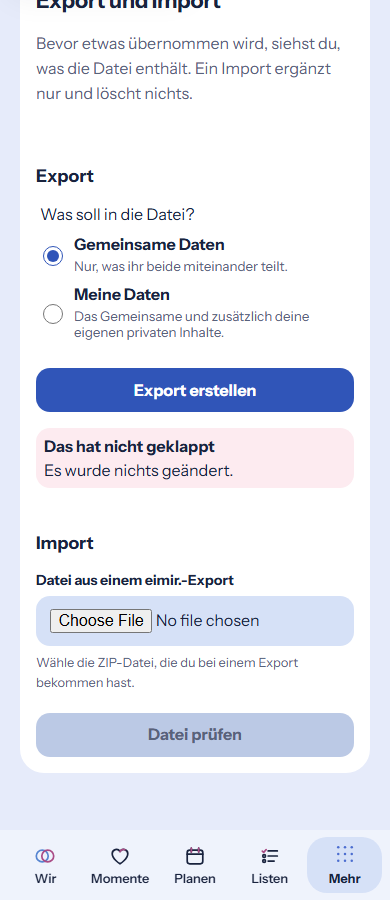 Export und Import
Bevor etwas übernommen wird, siehst du,
was die Datei enthält. Ein Import ergänzt
nur und löscht nichts.
Export
Was soll in die Datei?
Gemeinsame Daten
Nur, was ihr beide miteinander teilt.
Meine Daten
Das Gemeinsame und zusätzlich deine
eigenen privaten Inhalte.
Export erstellen
Das hat nicht geklappt
Es wurde nichts geändert.
Import
Datei aus einem eimir.-Export
Choose File No file chosen
Wähle die ZIP-Datei, die du bei einem Export
bekommen hast.
Datei prüfen
Wir Momente Planen Listen Mehr